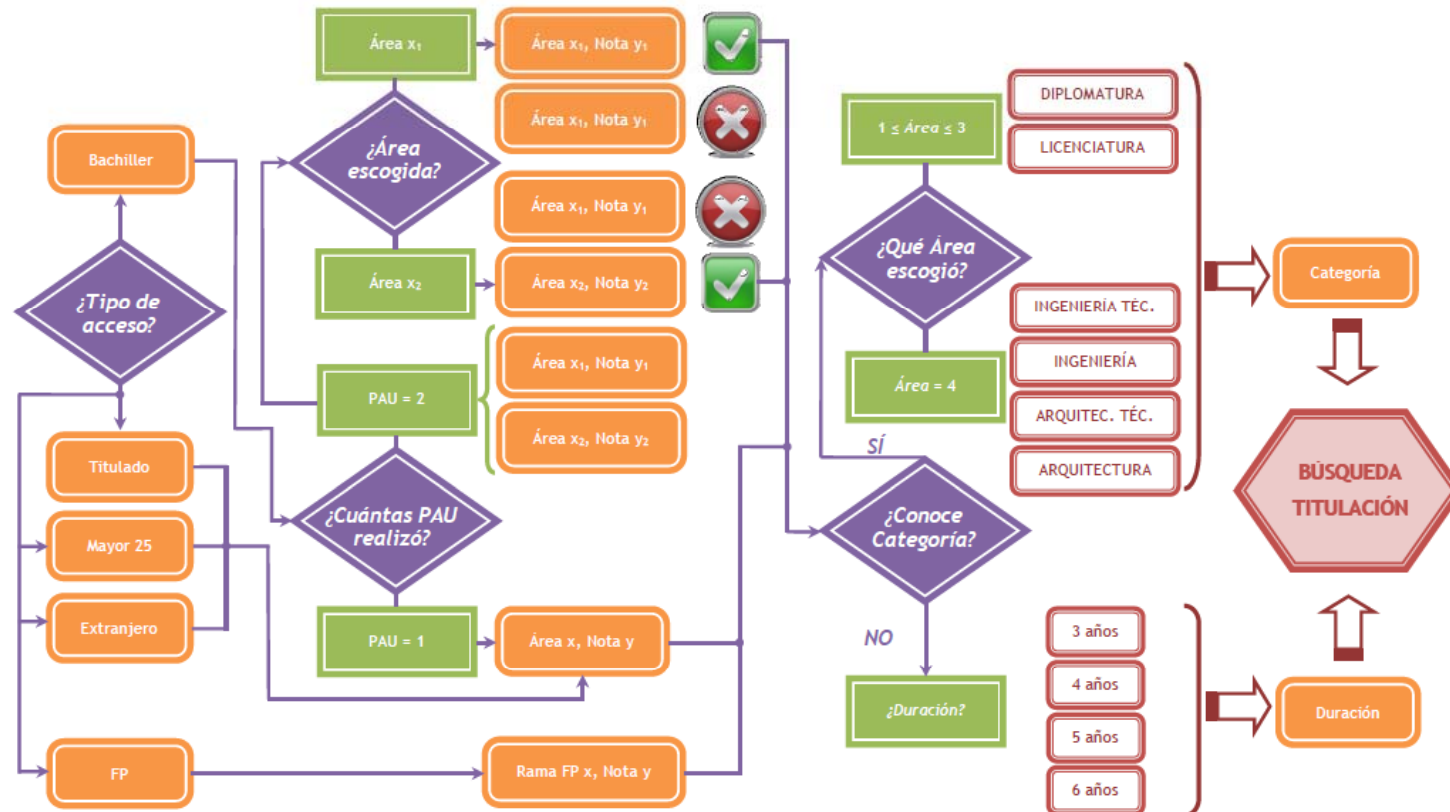 Bachiller
¿Tipo de
acceso?
Titulado
Mayor 25
Extranjero
FP
Área x₁
¿Área
escogida?
Área x₂
PAU = 2
¿Cuántas PAU
realizó?
PAU = 1
Área x₁, Nota y₁
Área x₁, Nota y₁
Área x₁, Nota y₁
Área x₂, Nota y₂
Área x₁, Nota y₁
Área x₂, Nota y₂
Área x, Nota y
Rama FP x, Nota y
1 ≤ Área ≤ 3
¿Qué Área
escogió?
Área = 4
SÍ
¿Conoce
Categoría?
NO
¿Duración?
DIPLOMATURA
LICENCIATURA
INGENIERÍA TÉC.
INGENIERÍA
ARQUITEC. TÉC.
ARQUITECTURA
3 años
4 años
5 años
6 años
Categoría
BÚSQUEDA
TITULACIÓN
Duración